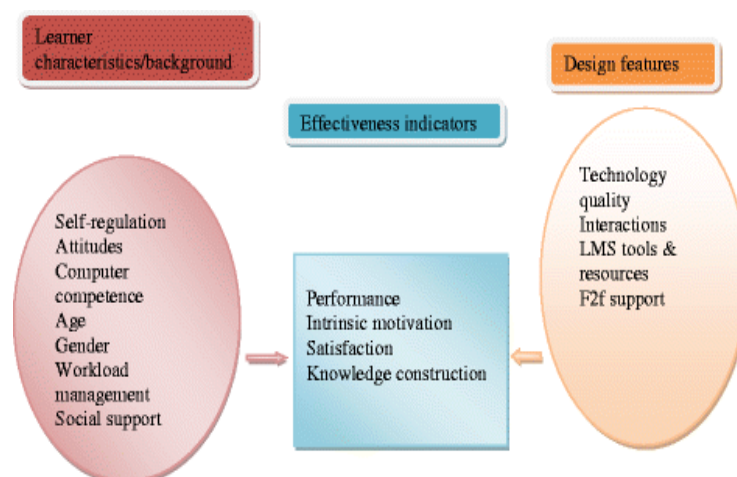 Learner
characteristics/background
Design features
Effectiveness indicators
Self-regulation
Attitudes
Computer
competence
Age
Gender
Workload
management
Social support
Performance
Intrinsic motivation
Satisfaction
Knowledge construction
Technology
quality
Interactions
LMS tools &
resources
F2f support